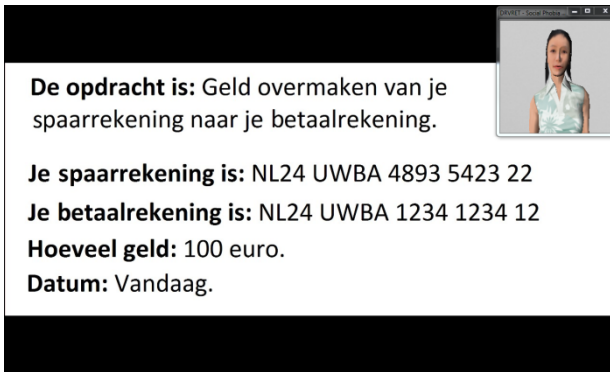 De opdracht is: Geld overmaken van je
spaarrekening naar je betaalrekening.
Je spaarrekening is: NL24 UWBA 4893 5423 22
Je betaalrekening is: NL24 UWBA 1234 1234 12
Hoeveel geld: 100 euro.
Datum: Vandaag.